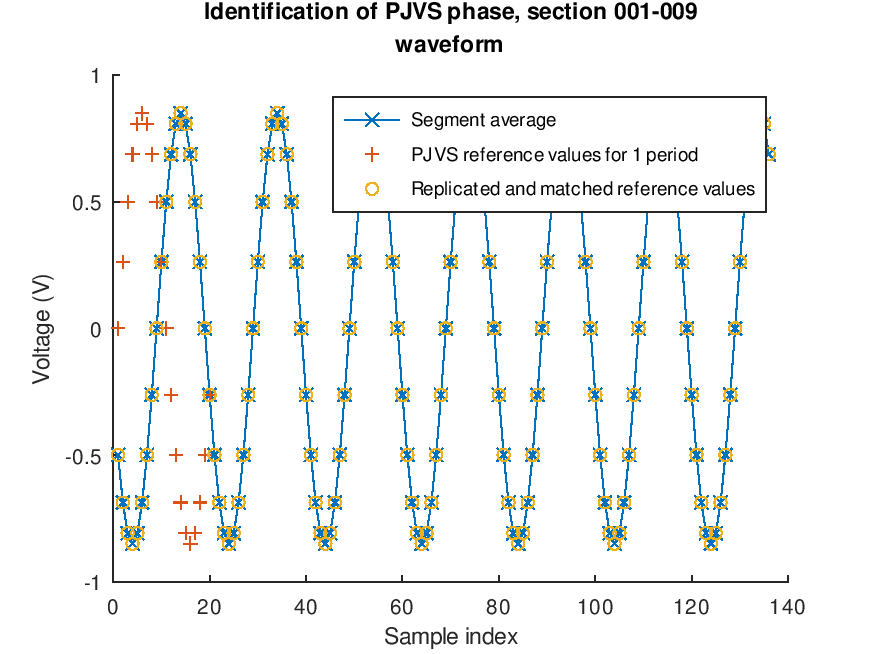 Identification of PJVS phase, section 001-009
waveform
1
0.5
0
-0.5
-1
Voltage (V)
Segment average
PJVS reference values for 1 period
Replicated and matched reference values
0 20 40 60 80 100 120 140
Sample index